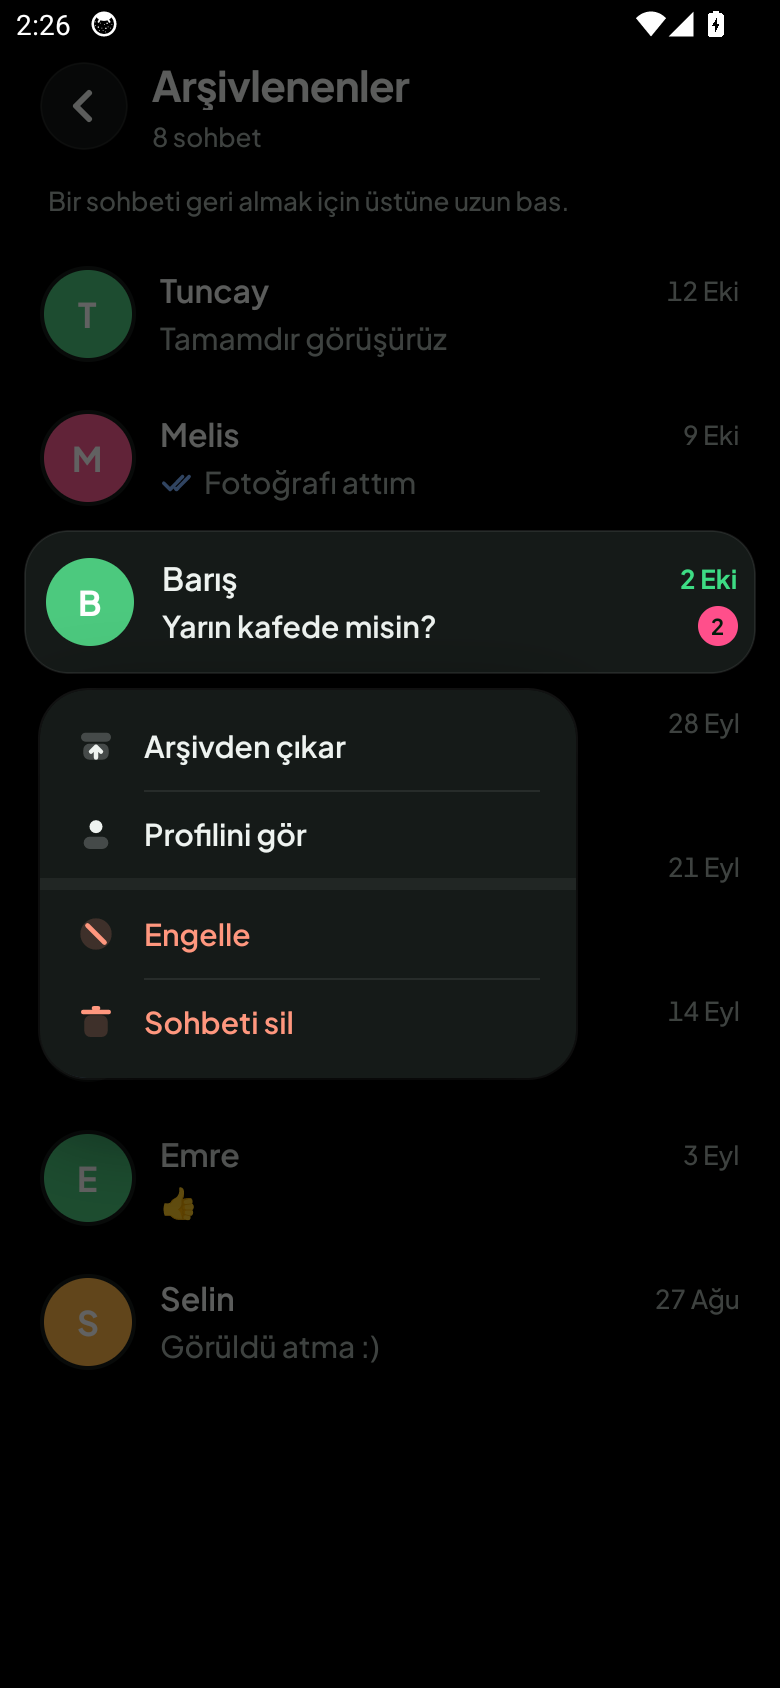 2:26
Arşivlenenler
8 sohbet
Bir sohbeti geri almak için üstüne uzun bas.
T
Tuncay
12 Eki
Tamamdır görüşürüz
M
Melis
9 Eki
Fotoğrafı attım
B
Barış
2 Eki
Yarın kafede misin?
2
28 Eyl
Arşivden çıkar
Profilini gör
21 Eyl
Engelle
14 Eyl
Sohbeti sil
E
Emre
3 Eyl
👍
S
Selin
27 Ağu
Görüldü atma :)